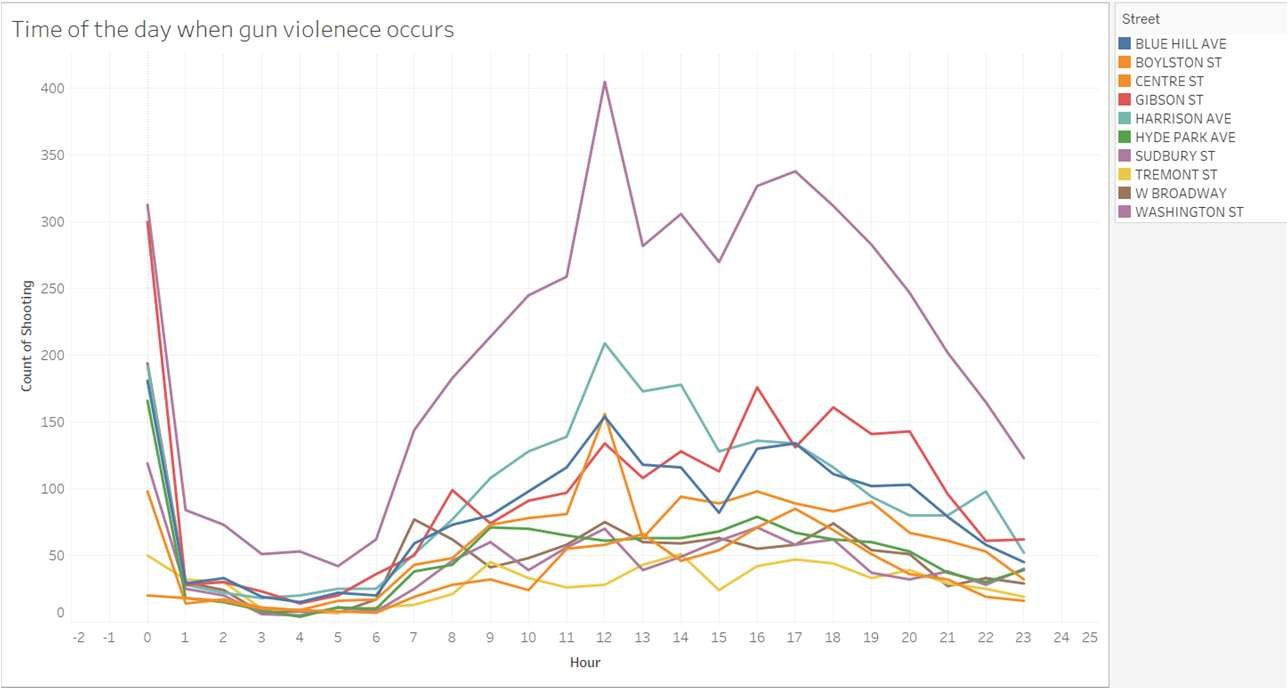 Time of the day when gun violenece occurs
Street
BLUE HILL AVE
BOYLSTON ST
CENTRE ST
GIBSON ST
HARRISON AVE
HYDE PARK AVE
SUDBURY ST
TREMONT ST
W BROADWAY
WASHINGTON ST
Count of Shooting
400
350
300
250
200
150
100
50
0
-2 -1 0 1 2 3 4 5 6 7 8 9 10 11 12 13 14 15 16 17 18 19 20 21 22 23 24 25
Hour